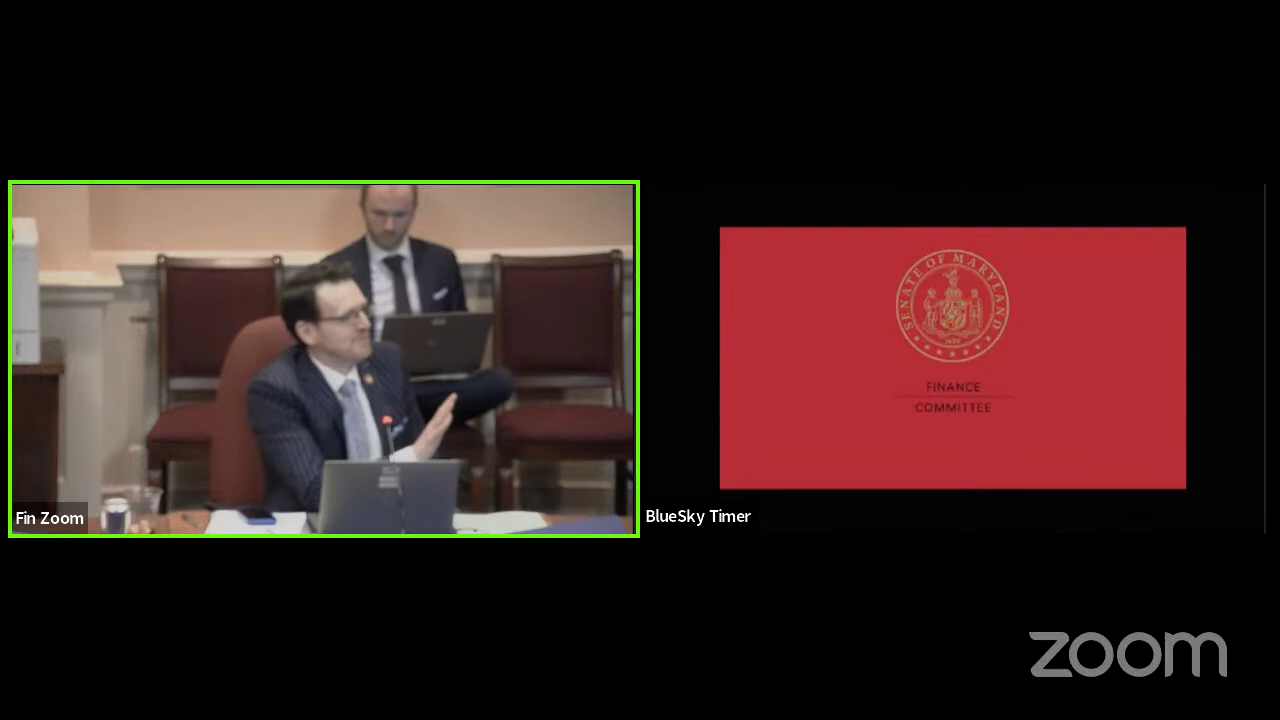 SENATE OF MARYLAND
FINANCE
COMMITTEE
Fin Zoom
BlueSky Timer
zoom